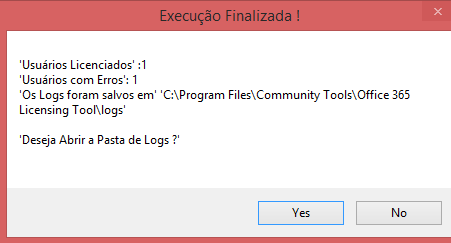 Execução Finalizada !
'Usuários Licenciados' :1
'Usuários com Erros': 1
'Os Logs foram salvos em' 'C:\Program Files\Community Tools\Office 365
Licensing Tool\logs'
'Deseja Abrir a Pasta de Logs ?'
Yes
No